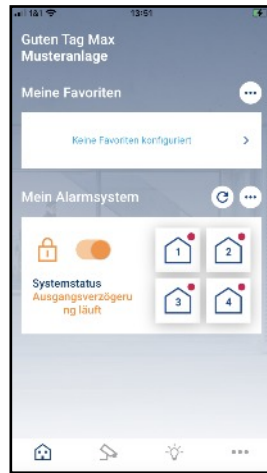 1&1 13:51
Guten Tag Max
Musteranlage
Meine Favoriten
Keine Favoriten konfiguriert
Mein Alarmsystem
1 2
Systemstatus
Ausgangsverzögeru
ng läuft
3 4